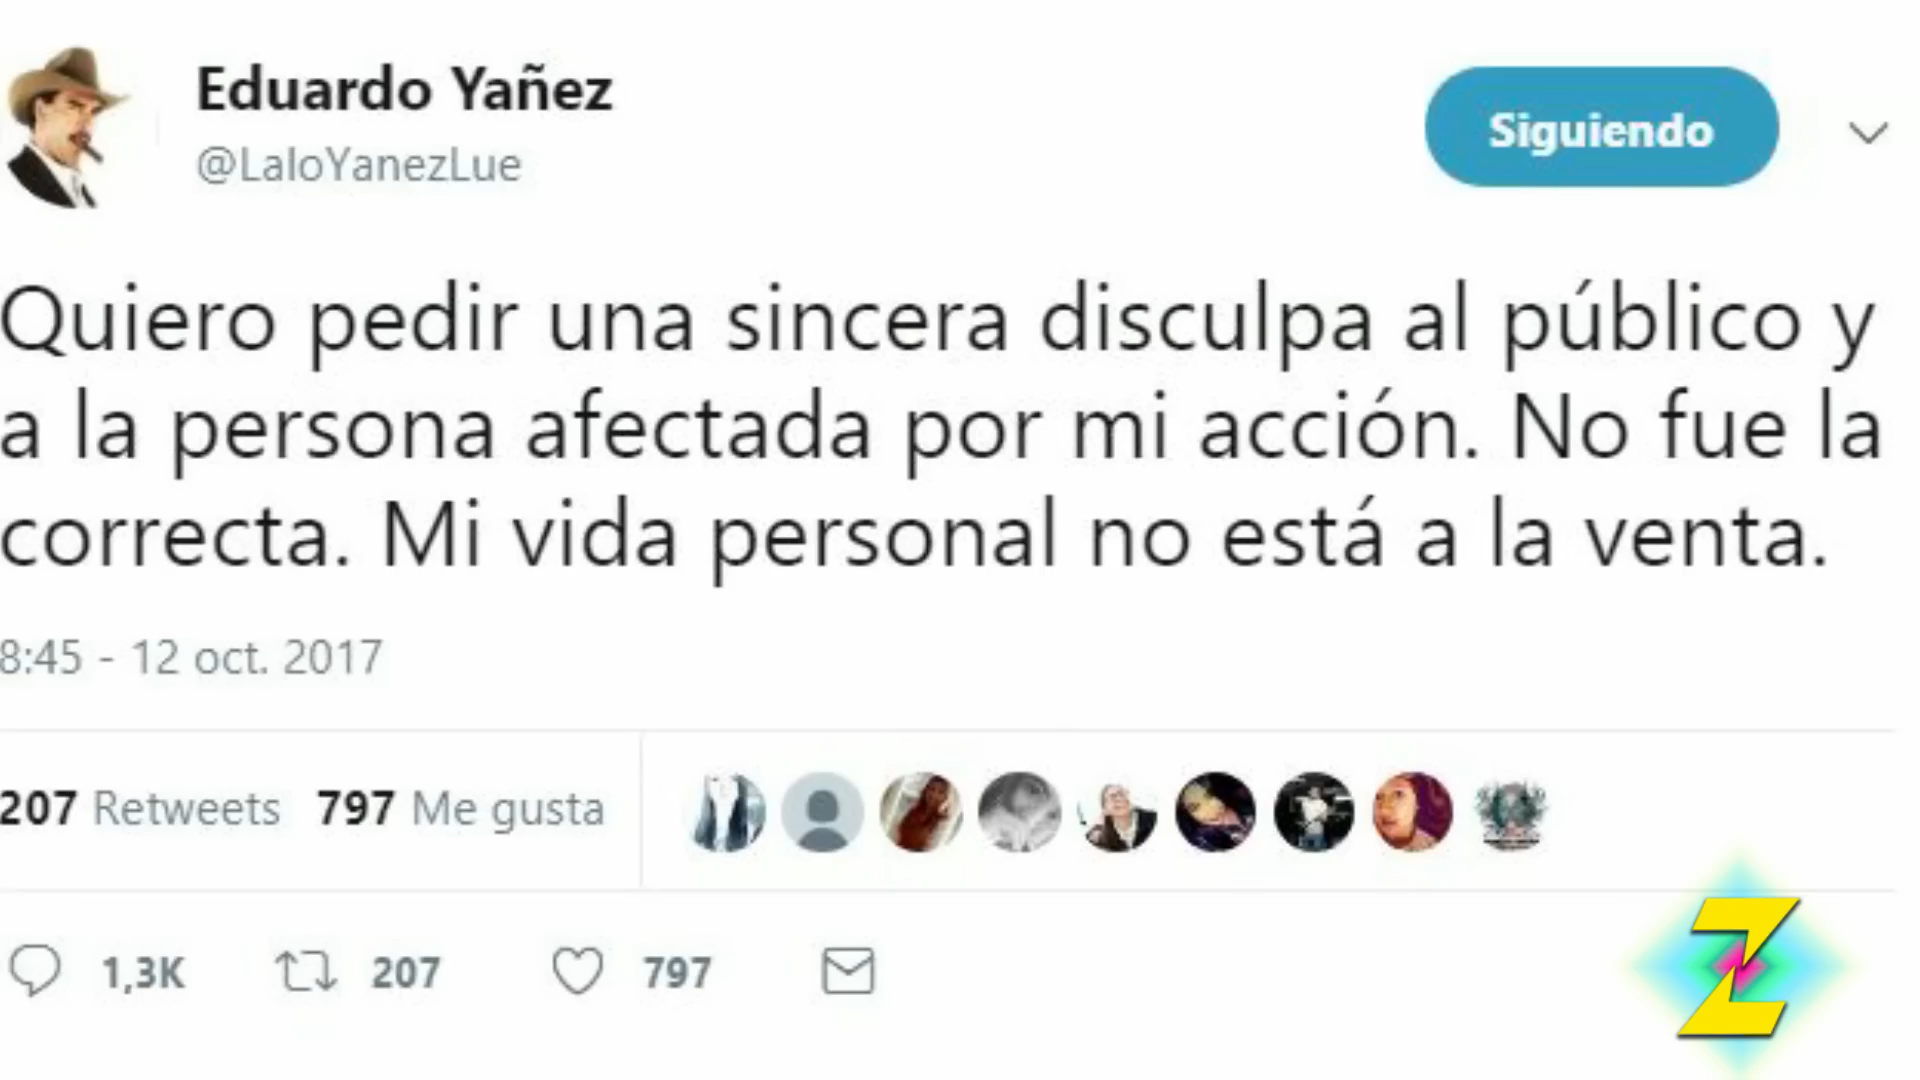 Eduardo Yañez
@LaloYanezLue
Siguiendo
Quiero pedir una sincera disculpa al público y
a la persona afectada por mi acción. No fue la
correcta. Mi vida personal no está a la venta.
8:45 - 12 oct. 2017
207 Retweets 797 Me gusta
1,3K 207 797
Z